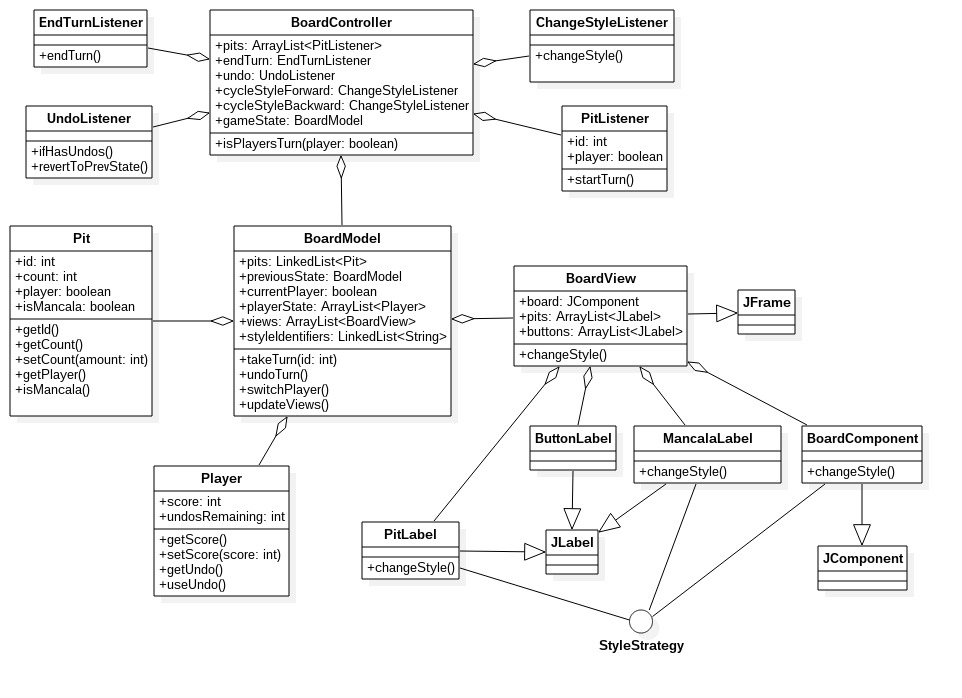 EndTurnListener
+endTurn()
BoardController
+pits: ArrayList<PitListener>
+endTurn: EndTurnListener
+undo: UndoListener
+cycleStyleForward: ChangeStyleListener
+cycleStyleBackward: ChangeStyleListener
+gameState: BoardModel
+isPlayersTurn(player: boolean)
ChangeStyleListener
+changeStyle()
UndoListener
+ifHasUndos()
+revertToPrevState()
PitListener
+id: int
+player: boolean
+startTurn()
Pit
+id: int
+count: int
+player: boolean
+isMancala: boolean
+getId()
+getCount()
+setCount(amount: int)
+getPlayer()
+isMancala()
BoardModel
+pits: LinkedList<Pit>
+previousState: BoardModel
+currentPlayer: boolean
+playerState: ArrayList<Player>
+views: ArrayList<BoardView>
+styleIdentifiers: LinkedList<String>
+takeTurn(id: int)
+undoTurn()
+switchPlayer()
+updateViews()
BoardView
+board: JComponent
+pits: ArrayList<JLabel>
+buttons: ArrayList<JLabel>
+changeStyle()
JFrame
ButtonLabel
MancalaLabel
+changeStyle()
BoardComponent
+changeStyle()
Player
+score: int
+undosRemaining: int
+getScore()
+setScore(score: int)
+getUndo()
+useUndo()
PitLabel
+changeStyle()
JLabel
JComponent
StyleStrategy